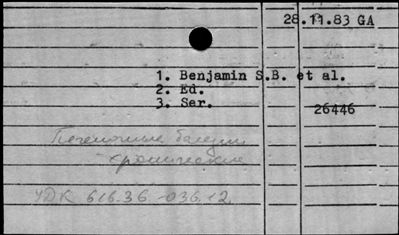 28.11.83 GA
1. Benjamin S.B. et al.
2. Ed.
3. Ser.
26446
Печеночные болезни
хронические
УДК 616.36-036.12